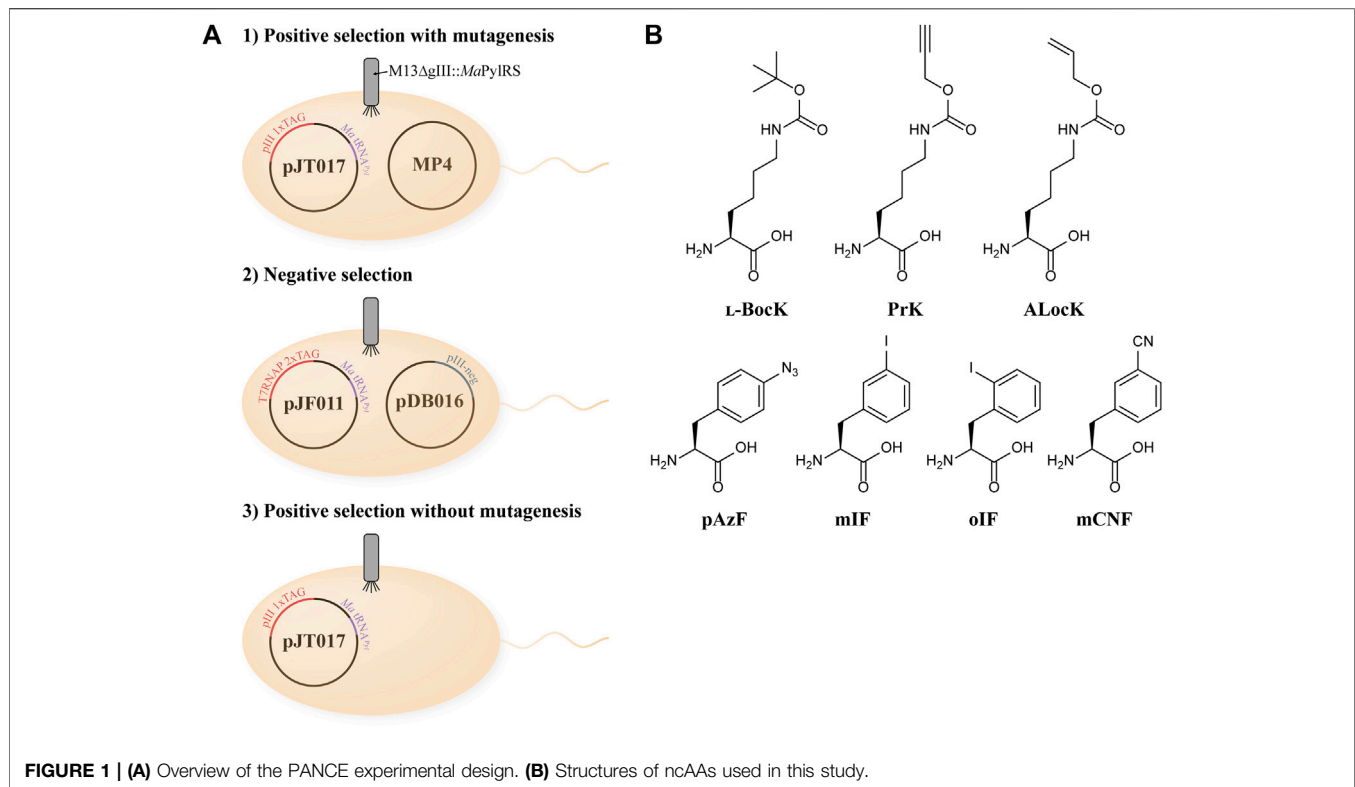 A
1) Positive selection with mutagenesis
M13ΔgIII::MaPylRS
pIII 1xTAG
Ma tRNAPyl
pJT017
MP4
2) Negative selection
T7RNAP 2xTAG
Ma tRNAPyl
pIII-neg
pJF011
pDB016
3) Positive selection without mutagenesis
pIII 1xTAG
Ma tRNAPyl
pJT017
B
O
HN
O
H2N
OH
O
L-BocK
O
HN
O
H2N
OH
O
PrK
O
HN
O
H2N
OH
O
ALocK
N3
H2N
OH
O
pAzF
I
H2N
OH
O
mIF
I
H2N
OH
O
oIF
CN
H2N
OH
O
mCNF
FIGURE 1 | (A) Overview of the PANCE experimental design. (B) Structures of ncAAs used in this study.